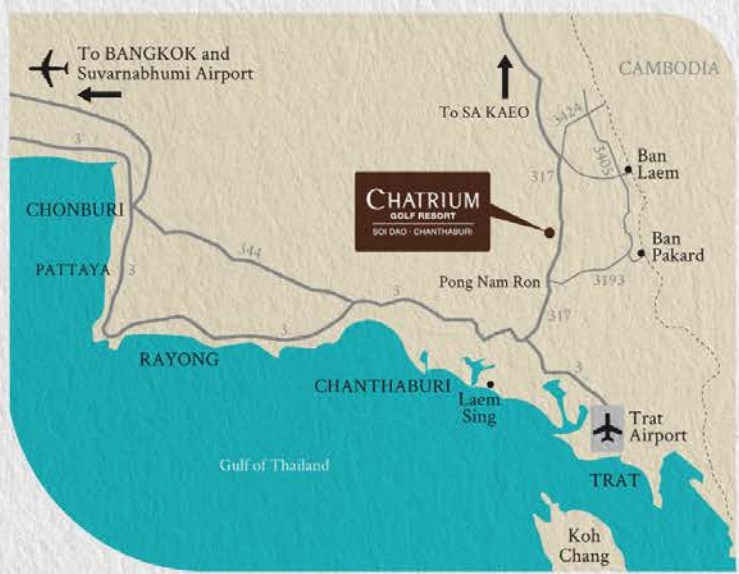 To BANGKOK and
Suvarnabhumi Airport
CAMBODIA
To SA KAEO
3424
3405
3
Ban
Laem
317
CHATRIUM
GOLF RESORT
SOI DAO · CHANTHABURI
CHONBURI
Ban
Pakard
344
PATTAYA
3
Pong Nam Ron
3193
3
317
3
RAYONG
CHANTHABURI
3
Laem
Sing
Trat
Airport
Gulf of Thailand
TRAT
Koh
Chang